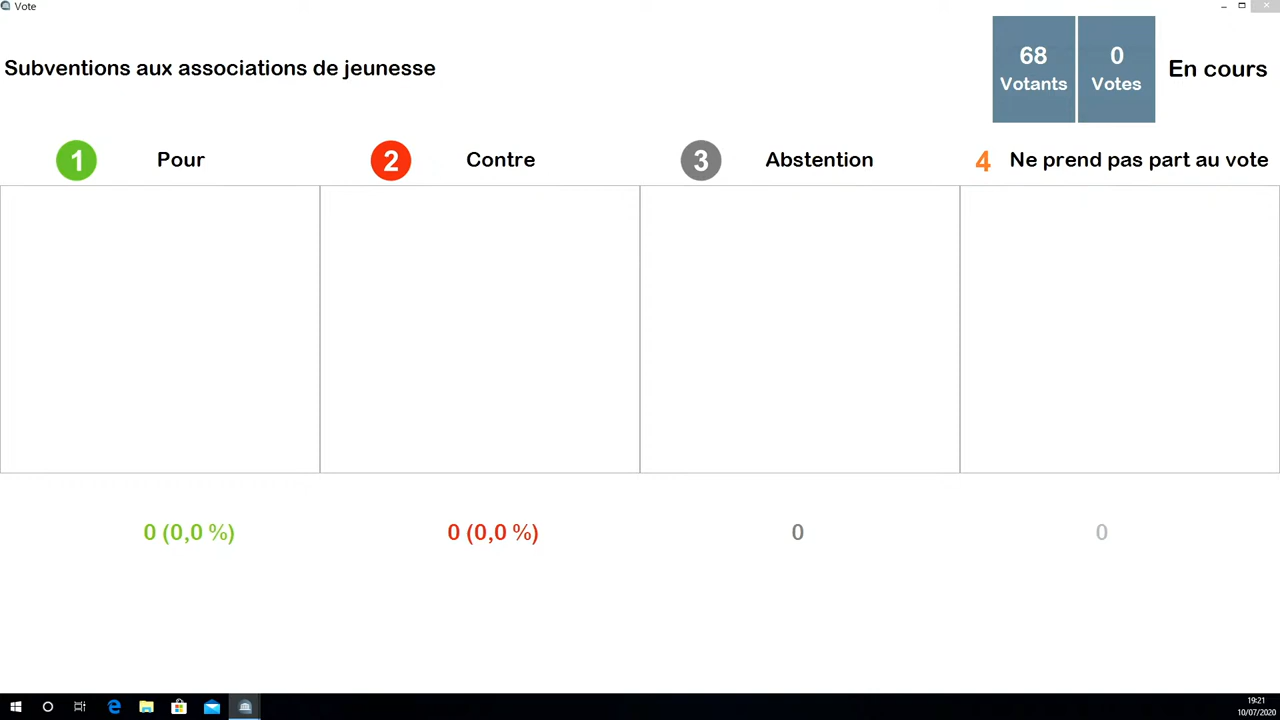 Vote
Subventions aux associations de jeunesse
68
Votants
0
Votes
En cours
1 Pour
2 Contre
3 Abstention
4 Ne prend pas part au vote
0 (0,0 %)
0 (0,0 %)
0
0
19:21
10/07/2020